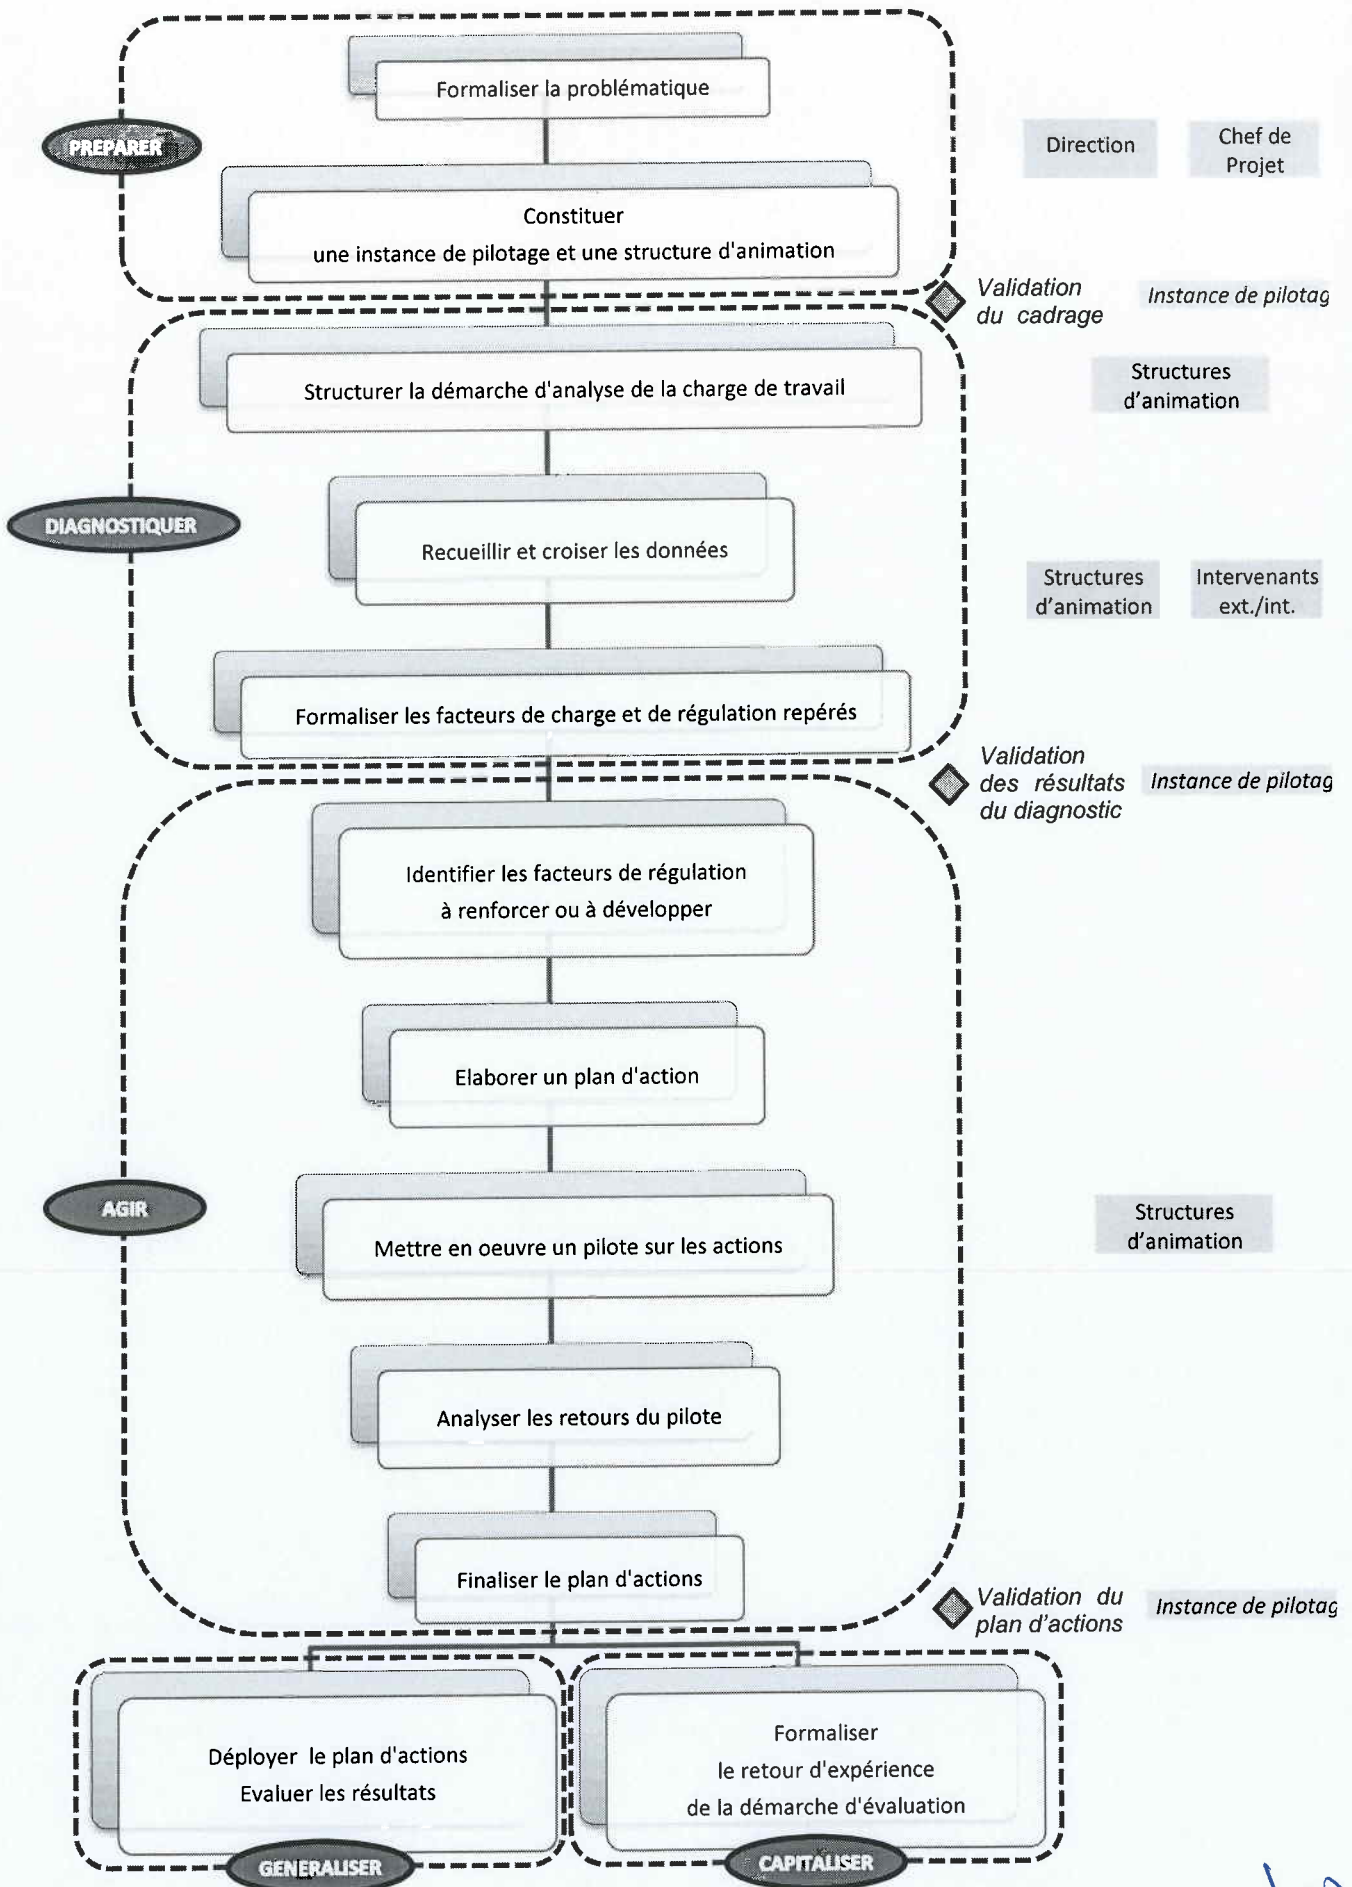 Formaliser la problématique
PREPARER
Direction
Chef de
Projet
Constituer
une instance de pilotage et une structure d'animation
Validation
du cadrage
Instance de pilotag
Structurer la démarche d'analyse de la charge de travail
Structures
d'animation
DIAGNOSTIQUER
Recueillir et croiser les données
Structures
d'animation
Intervenants
ext./int.
Formaliser les facteurs de charge et de régulation repérés
Validation
des résultats
du diagnostic
Instance de pilotag
Identifier les facteurs de régulation
à renforcer ou à développer
Elaborer un plan d'action
AGIR
Mettre en oeuvre un pilote sur les actions
Structures
d'animation
Analyser les retours du pilote
Finaliser le plan d'actions
Validation du
plan d'actions
Instance de pilotag
Déployer le plan d'actions
Evaluer les résultats
GENERALISER
Formaliser
le retour d'expérience
de la démarche d'évaluation
CAPITALISER